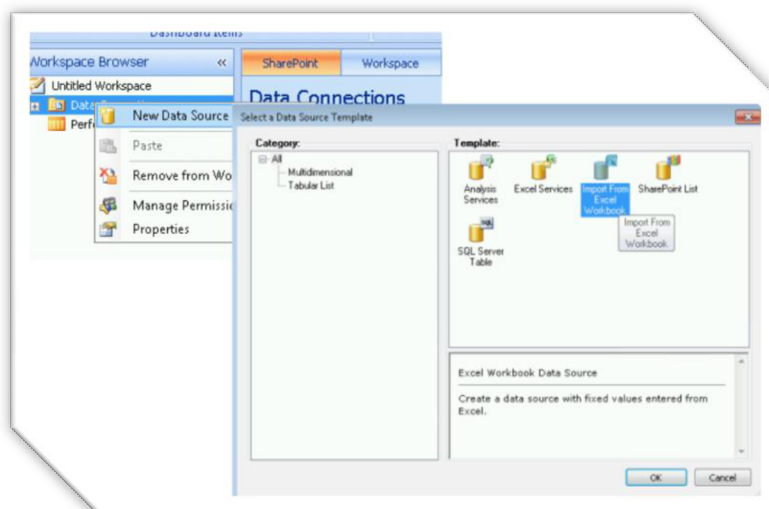 Dashboard Items
Workspace Browser «
SharePoint Workspace
Untitled Workspace
Data Connections
New Data Source
Paste
Remove from Wo
Manage Permissio
Properties
Select a Data Source Template
Category:
All
Multidimensional
Tabular List
Template:
Analysis Services
Excel Services
Import From Excel Workbook
SharePoint List
Import From Excel Workbook
SQL Server Table
Excel Workbook Data Source
Create a data source with fixed values entered from
Excel.
OK Cancel